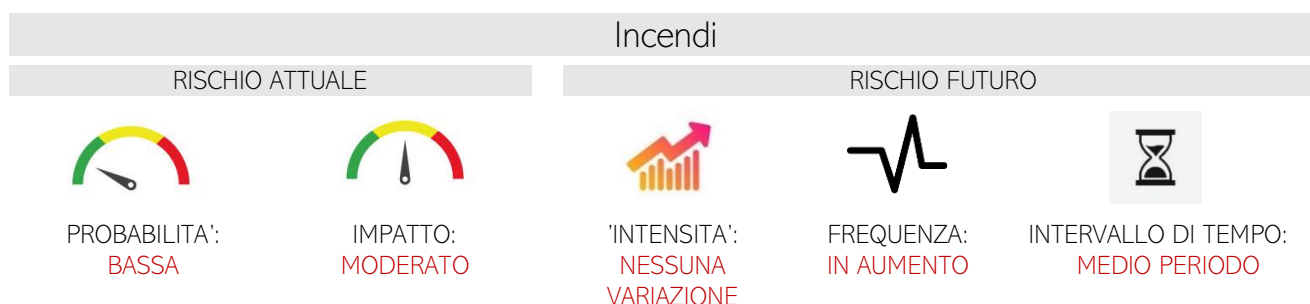 Incendi
RISCHIO ATTUALE
RISCHIO FUTURO
PROBABILITA':
BASSA
IMPATTO:
MODERATO
'INTENSITA':
NESSUNA
VARIAZIONE
FREQUENZA:
IN AUMENTO
INTERVALLO DI TEMPO:
MEDIO PERIODO